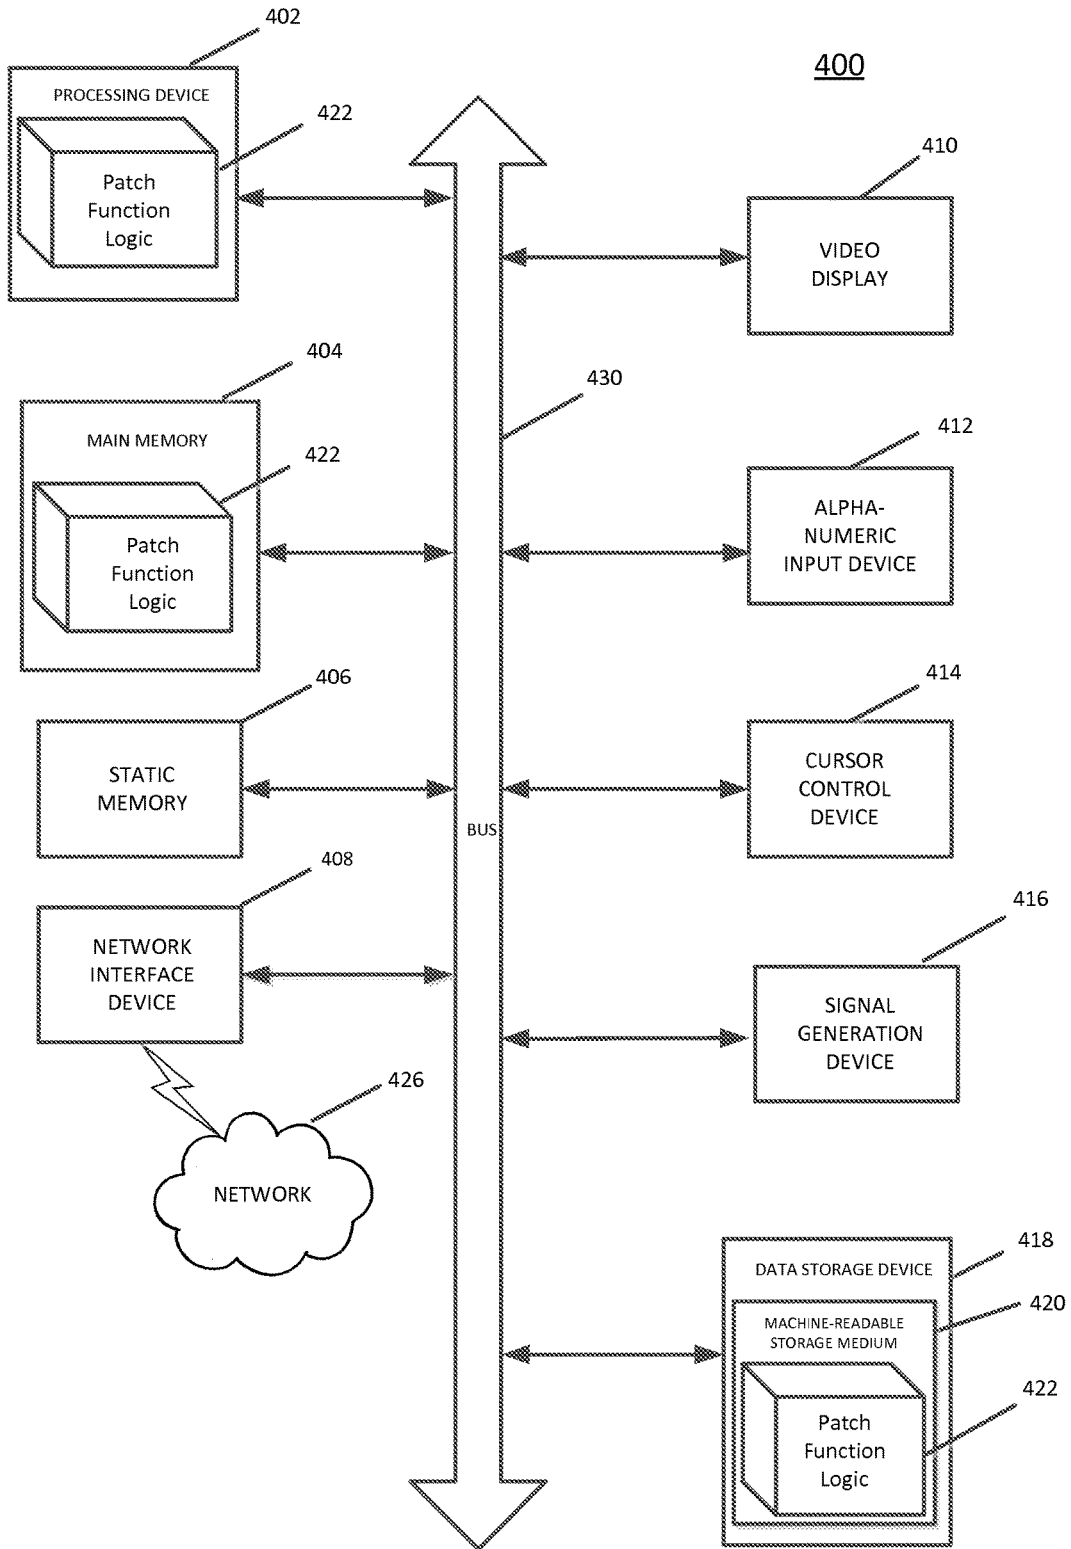 400
402
PROCESSING DEVICE
422
Patch
Function
Logic
404
MAIN MEMORY
422
Patch
Function
Logic
406
STATIC
MEMORY
408
NETWORK
INTERFACE
DEVICE
426
NETWORK
430
BUS
410
VIDEO
DISPLAY
412
ALPHA-
NUMERIC
INPUT DEVICE
414
CURSOR
CONTROL
DEVICE
416
SIGNAL
GENERATION
DEVICE
418
DATA STORAGE DEVICE
420
MACHINE-READABLE
STORAGE MEDIUM
422
Patch
Function
Logic